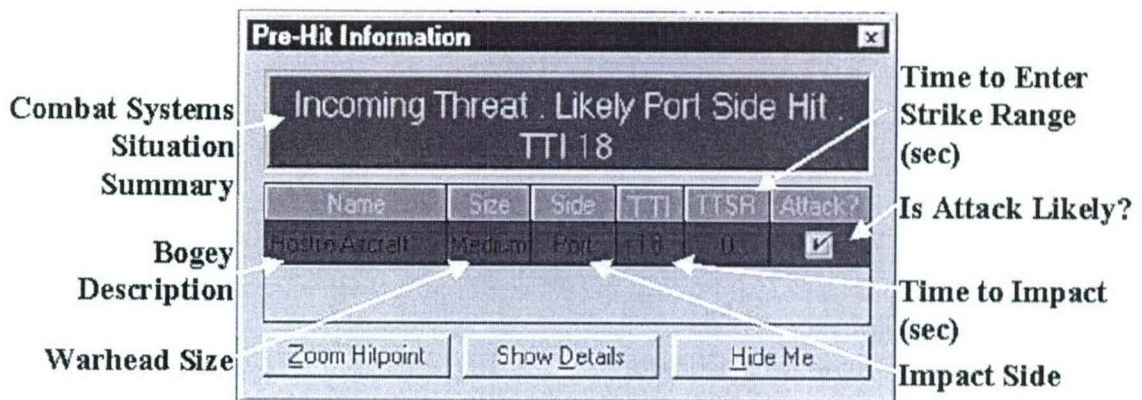 Pre-Hit Information
Incoming Threat . Likely Port Side Hit .
TTI 18
Name Size Side TTI TTSR Attack?
Hostile Aircraft Medium Port 18 0
Zoom Hitpoint Show Details Hide Me
Combat Systems
Situation
Summary
Bogey
Description
Warhead Size
Time to Enter
Strike Range
(sec)
Is Attack Likely?
Time to Impact
(sec)
Impact Side